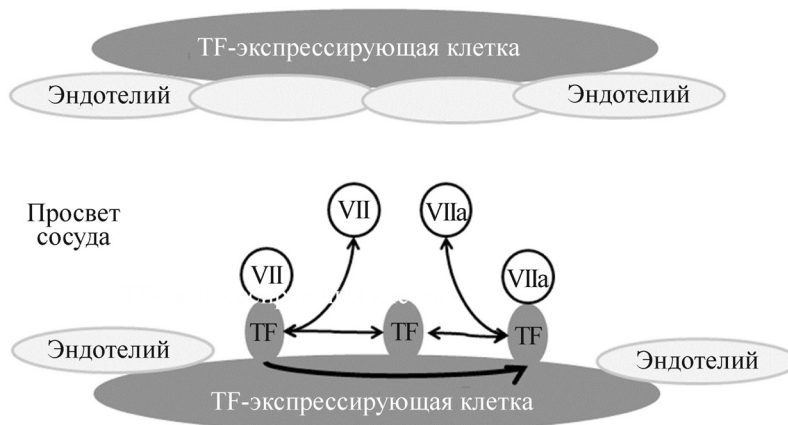 TF-экспрессирующая клетка
Эндотелий Эндотелий
Просвет
сосуда
VII VIIa
VII VIIa
TF TF TF
Эндотелий Эндотелий
TF-экспрессирующая клетка